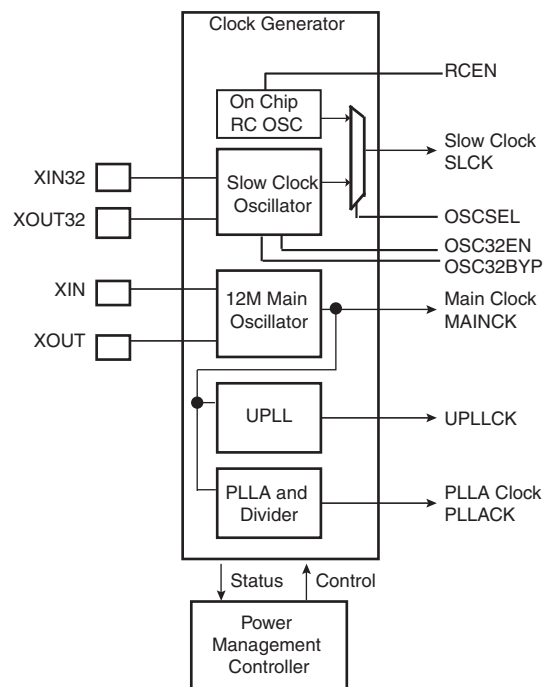 Clock Generator
RCEN
On Chip
RC OSC
Slow Clock
SLCK
XIN32
Slow Clock
Oscillator
XOUT32
OSCSEL
OSC32EN
OSC32BYP
XIN
12M Main
Oscillator
Main Clock
MAINCK
XOUT
UPLL
UPLLCK
PLLA and
Divider
PLLA Clock
PLLACK
Status
Control
Power
Management
Controller